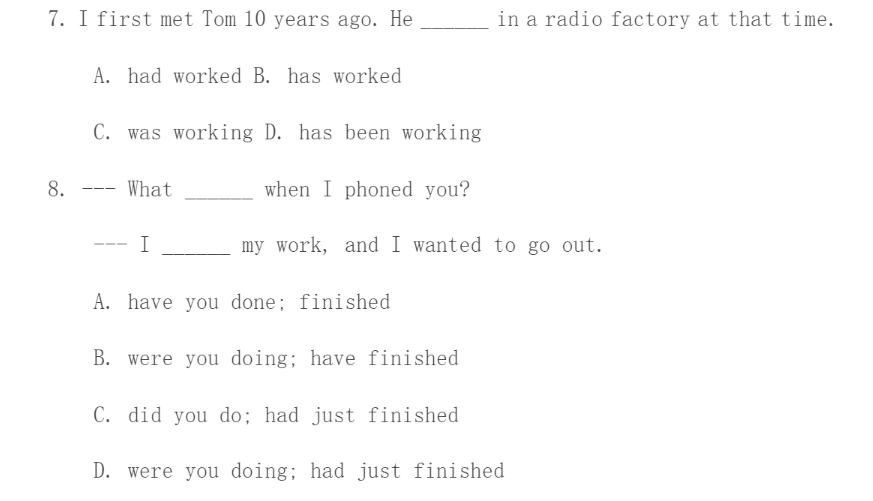 7. I first met Tom 10 years ago. He ______ in a radio factory at that time.
A. had worked B. has worked
C. was working D. has been working
8. --- What ______ when I phoned you?
--- I ______ my work, and I wanted to go out.
A. have you done; finished
B. were you doing; have finished
C. did you do; had just finished
D. were you doing; had just finished